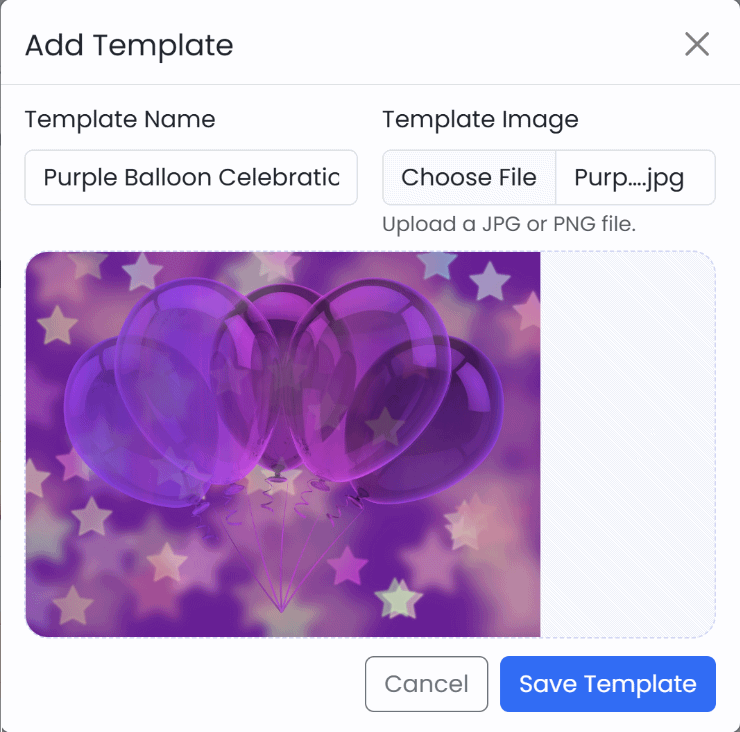 Add Template
Template Name
Template Image
Purple Balloon Celebratic
Choose File
Purp....jpg
Upload a JPG or PNG file.
Cancel
Save Template